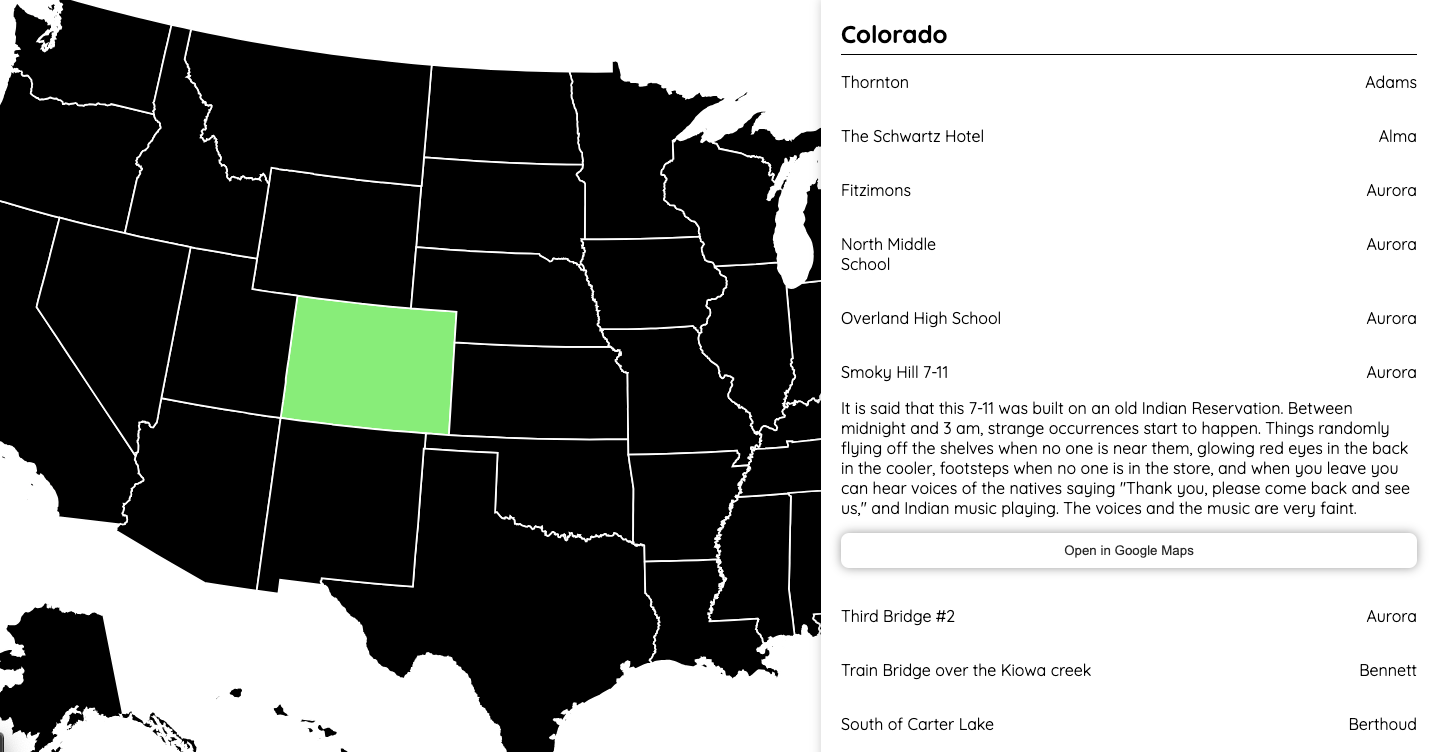 Colorado
Thornton Adams
The Schwartz Hotel Alma
Fitzimons Aurora
North Middle Aurora
School
Overland High School Aurora
Smoky Hill 7-11 Aurora
It is said that this 7-11 was built on an old Indian Reservation. Between
midnight and 3 am, strange occurrences start to happen. Things randomly
flying off the shelves when no one is near them, glowing red eyes in the back
in the cooler, footsteps when no one is in the store, and when you leave you
can hear voices of the natives saying "Thank you, please come back and see
us," and Indian music playing. The voices and the music are very faint.
Open in Google Maps
Third Bridge #2 Aurora
Train Bridge over the Kiowa creek Bennett
South of Carter Lake Berthoud